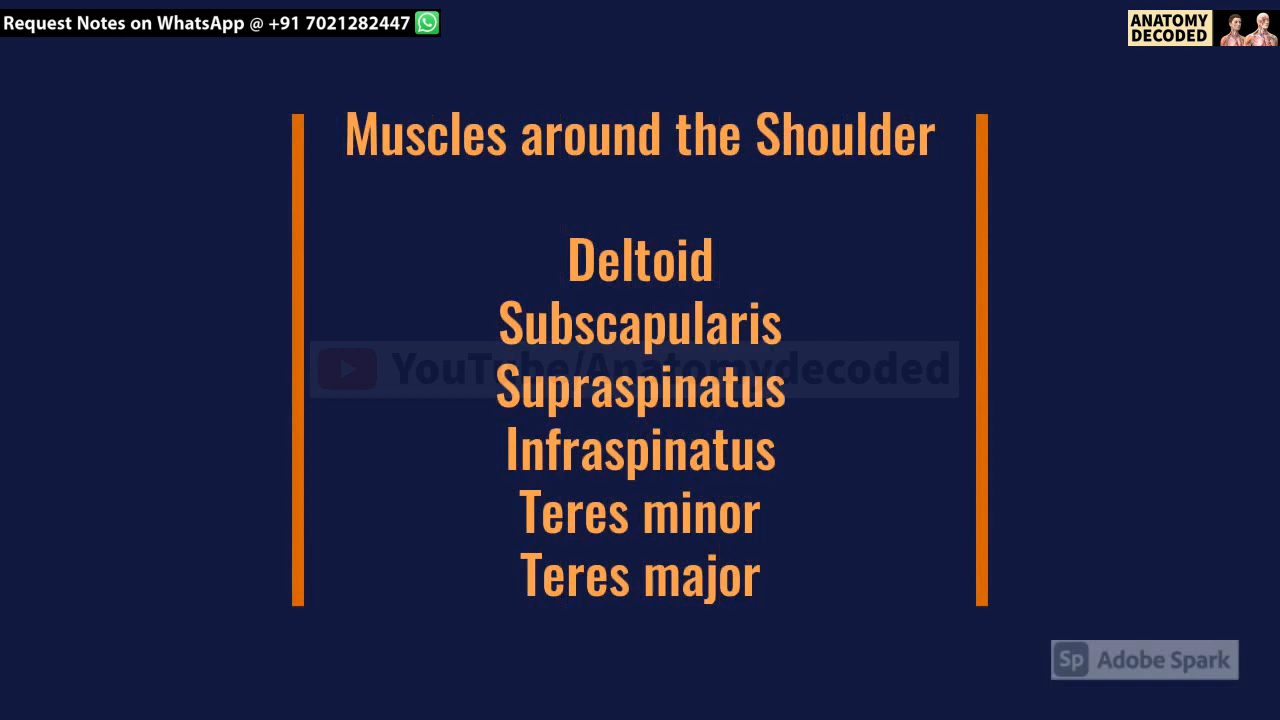 Request Notes on WhatsApp @ +91 7021282447
ANATOMY
DECODED
Muscles around the Shoulder
Deltoid
Subscapularis
YouTube/Anatomydecoded
Supraspinatus
Infraspinatus
Teres minor
Teres major
Sp Adobe Spark